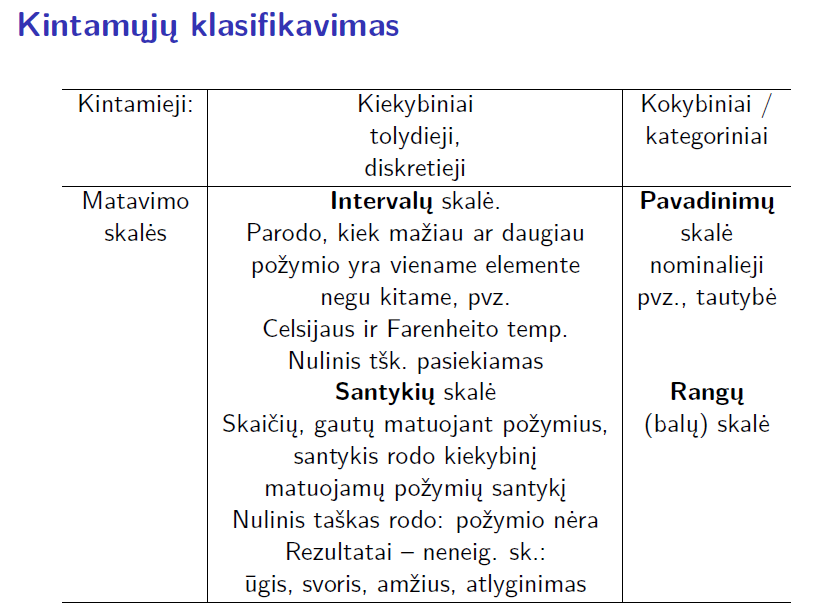 Kintamųjų klasifikavimas
Kintamieji:
Kiekybiniai
tolydieji,
diskretieji
Kokybiniai /
kategoriniai
Matavimo
skalės
Intervalų skalė.
Parodo, kiek mažiau ar daugiau
požymio yra viename elemente
negu kitame, pvz.
Celsijaus ir Farenheito temp.
Nulinis tšk. pasiekiamas
Santykių skalė
Skaičių, gautų matuojant požymius,
santykis rodo kiekybinį
matuojamų požymių santykį
Nulinis taškas rodo: požymio nėra
Rezultatai – neneig. sk.:
ūgis, svoris, amžius, atlyginimas
Pavadinimų
skalė
nominalieji
pvz., tautybė
Rangų
(balų) skalė